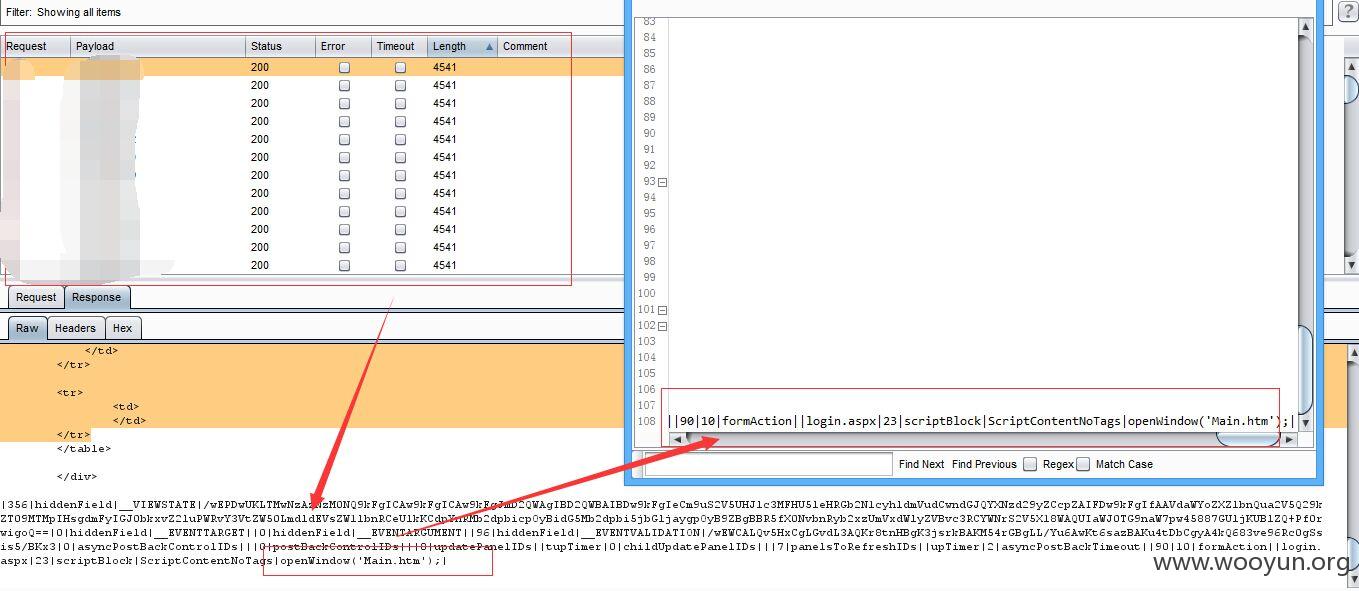 Filter: Showing all items
?
Request Payload Status Error Timeout Length Comment
200 4541
200 4541
200 4541
200 4541
200 4541
200 4541
200 4541
200 4541
200 4541
200 4541
200 4541
200 4541
Request Response
Raw Headers Hex
</td>
</tr>
<tr>
<td>
</td>
</tr>
</table>
</div>
83
84
85
86
87
88
89
90
91
92
93
94
95
96
97
98
99
100
101
102
103
104
105
106
107
108 ||90|10|formAction||login.aspx|23|scriptBlock|ScriptContentNoTags|openWindow('Main.htm');|
Find Next Find Previous Regex Match Case
|356|hiddenField|__VIEWSTATE|
|0|hiddenField|__EVENTTARGET||0|hiddenField|__EVENTARGUMENT||96|hiddenField|__EVENTVALIDATION|
|0|asyncPostBackControlIDs|||0|postBackControlIDs|||0|updatePanelIDs||tupTimer|0|childUpdatePanelIDs|||7|panelsToRefreshIDs||upTimer|2|asyncPostBackTimeout||90|10|formAction||login.
aspx|23|scriptBlock|ScriptContentNoTags|openWindow('Main.htm');|
www.wooyun.org